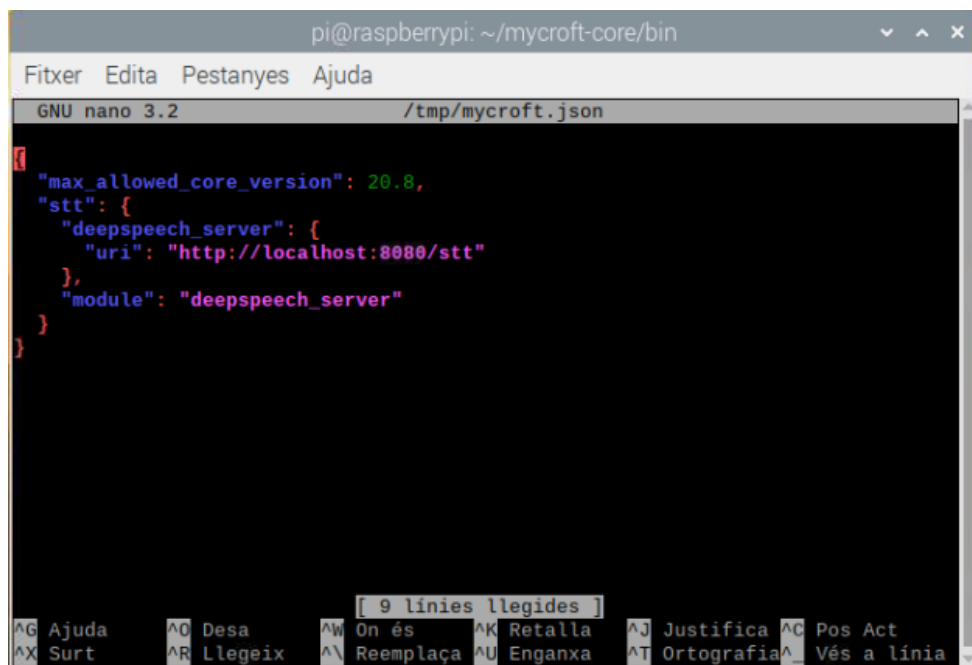 pi@raspberrypi: ~/mycroft-core/bin
Fitxer Edita Pestanyes Ajuda
GNU nano 3.2 /tmp/mycroft.json
{
"max_allowed_core_version": 20.8,
"stt": {
"deepspeech_server": {
"uri": "http://localhost:8080/stt"
},
"module": "deepspeech_server"
}
}
[ 9 línies llegides ]
^G Ajuda ^O Desa ^W On és ^K Retalla ^J Justifica ^C Pos Act
^X Surt ^R Llegeix ^\ Reemplaça ^U Enganxa ^T Ortografia ^_ Vés a línia